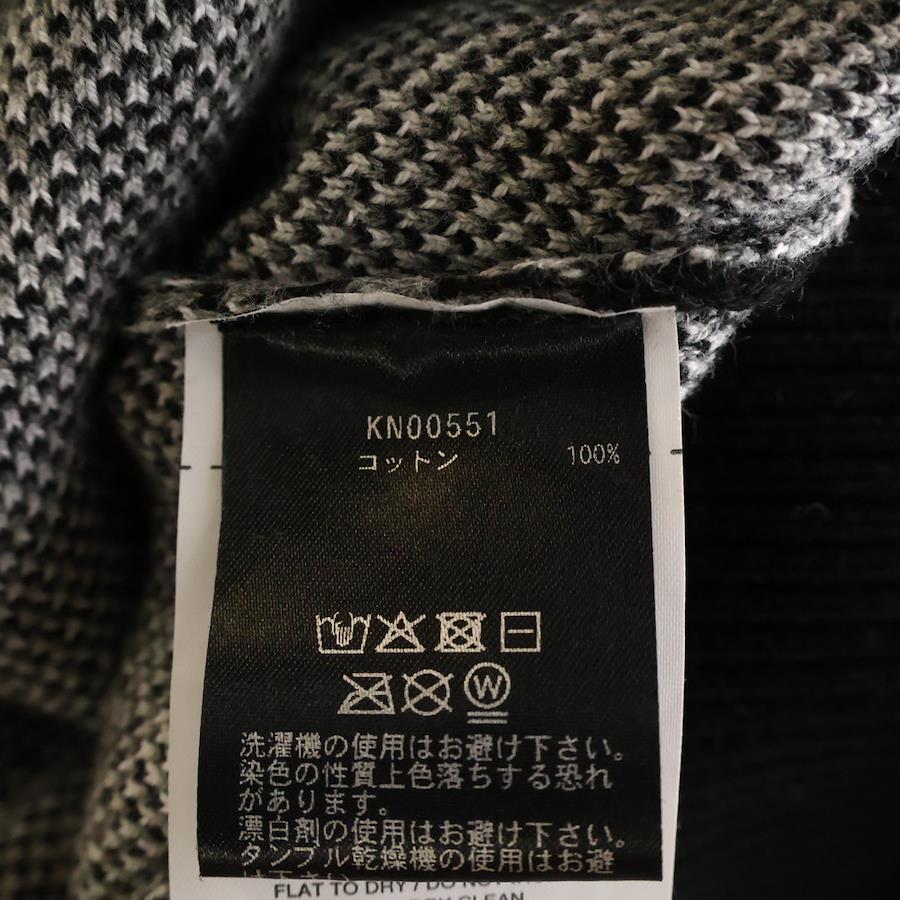 KN00551
コットン 100%
W
洗濯機の使用はお避け下さい。
染色の性質上色落ちする恐れ
があります。
漂白剤の使用はお避け下さい。
タンブル乾燥機の使用はお避
FLAT TO DRY / DO NOT
CLEAN